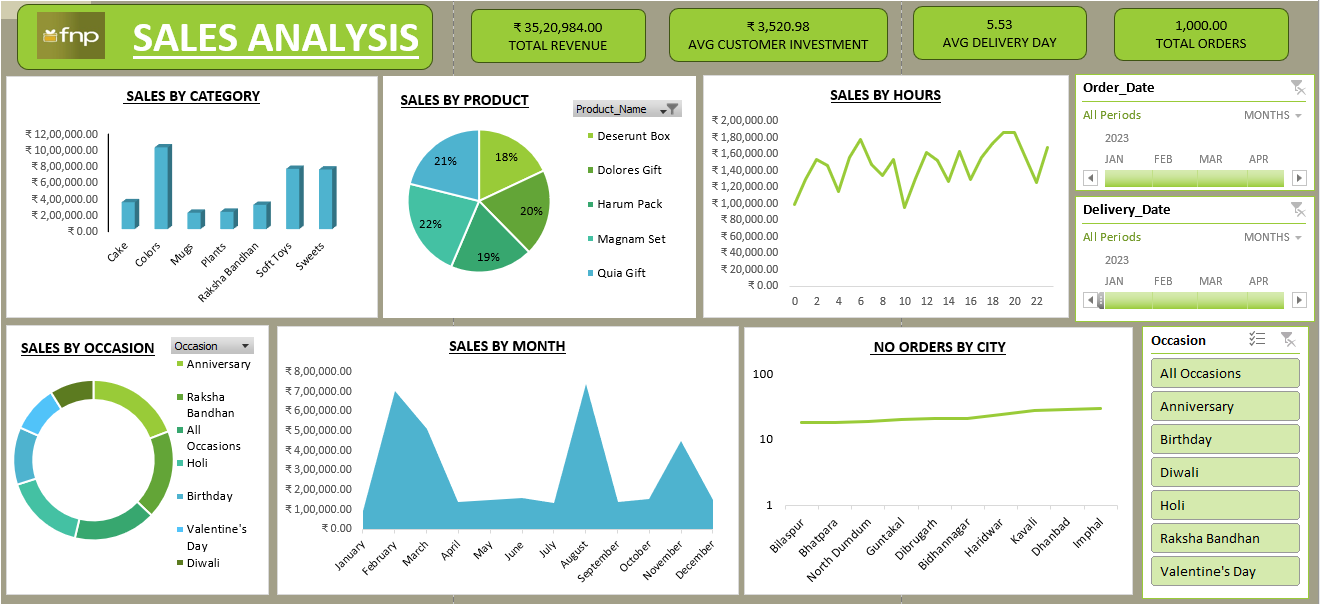 fnp
SALES ANALYSIS
₹ 35,20,984.00
TOTAL REVENUE
₹ 3,520.98
AVG CUSTOMER INVESTMENT
5.53
AVG DELIVERY DAY
1,000.00
TOTAL ORDERS
SALES BY CATEGORY
₹ 12,00,000.00
₹ 10,00,000.00
₹ 8,00,000.00
₹ 6,00,000.00
₹ 4,00,000.00
₹ 2,00,000.00
₹ 0.00
Cake
Colors
Mugs
Plants
Raksha Bandhan
Soft Toys
Sweets
SALES BY PRODUCT
Product_Name
Deserunt Box
Dolores Gift
Harum Pack
Magnam Set
Quia Gift
18%
20%
19%
22%
21%
SALES BY HOURS
₹ 2,00,000.00
₹ 1,80,000.00
₹ 1,60,000.00
₹ 1,40,000.00
₹ 1,20,000.00
₹ 1,00,000.00
₹ 80,000.00
₹ 60,000.00
₹ 40,000.00
₹ 20,000.00
₹ 0.00
0 2 4 6 8 10 12 14 16 18 20 22
Order_Date
All Periods MONTHS
2023
JAN FEB MAR APR
Delivery_Date
All Periods MONTHS
2023
JAN FEB MAR APR
SALES BY OCCASION
Occasion
Anniversary
Raksha
Bandhan
All
Occasions
Holi
Birthday
Valentine's
Day
Diwali
SALES BY MONTH
₹ 8,00,000.00
₹ 7,00,000.00
₹ 6,00,000.00
₹ 5,00,000.00
₹ 4,00,000.00
₹ 3,00,000.00
₹ 2,00,000.00
₹ 1,00,000.00
₹ 0.00
January
February
March
April
May
June
July
August
September
October
November
December
NO ORDERS BY CITY
100
10
1
Bilaspur
Bhatpara
North Dumdum
Guntakal
Dibrugarh
Bidhannagar
Haridwar
Kavali
Dhanbad
Imphal
Occasion
All Occasions
Anniversary
Birthday
Diwali
Holi
Raksha Bandhan
Valentine's Day